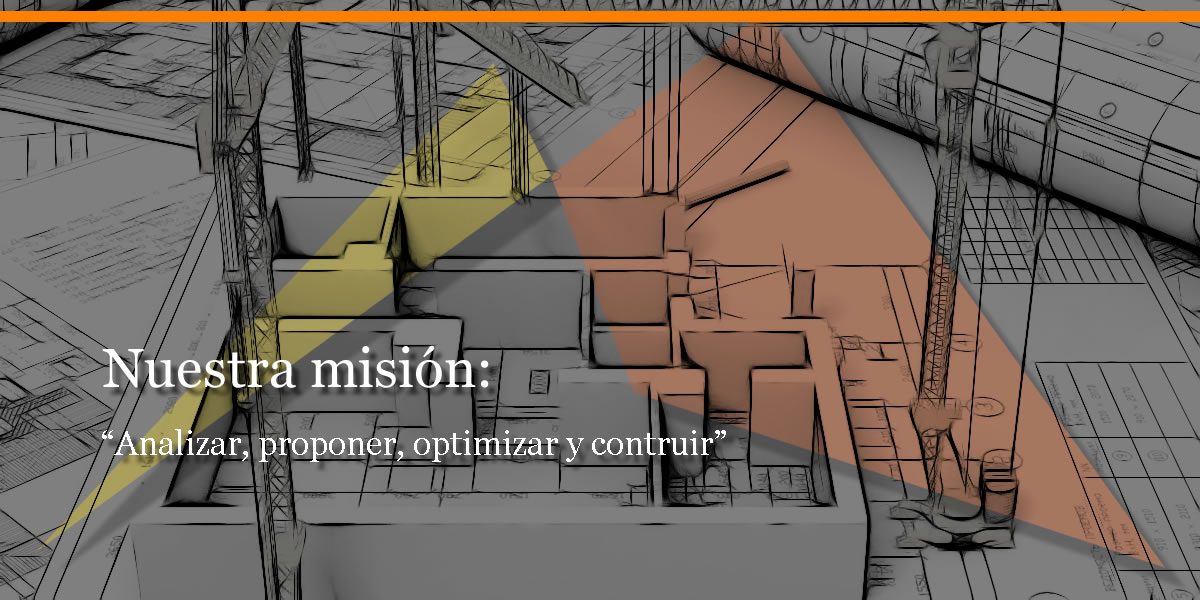 Nuestra misión:
“Analizar, proponer, optimizar y contruir”